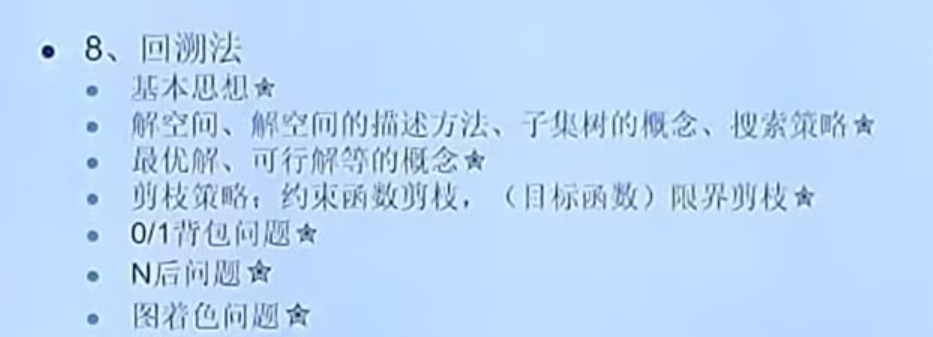 • 8、回溯法
• 基本思想★
• 解空间、解空间的描述方法、子集树的概念、搜索策略★
• 最优解、可行解等的概念★
• 剪枝策略：约束函数剪枝，（目标函数）限界剪枝★
• 0/1背包问题★
• N后问题★
• 图着色问题★